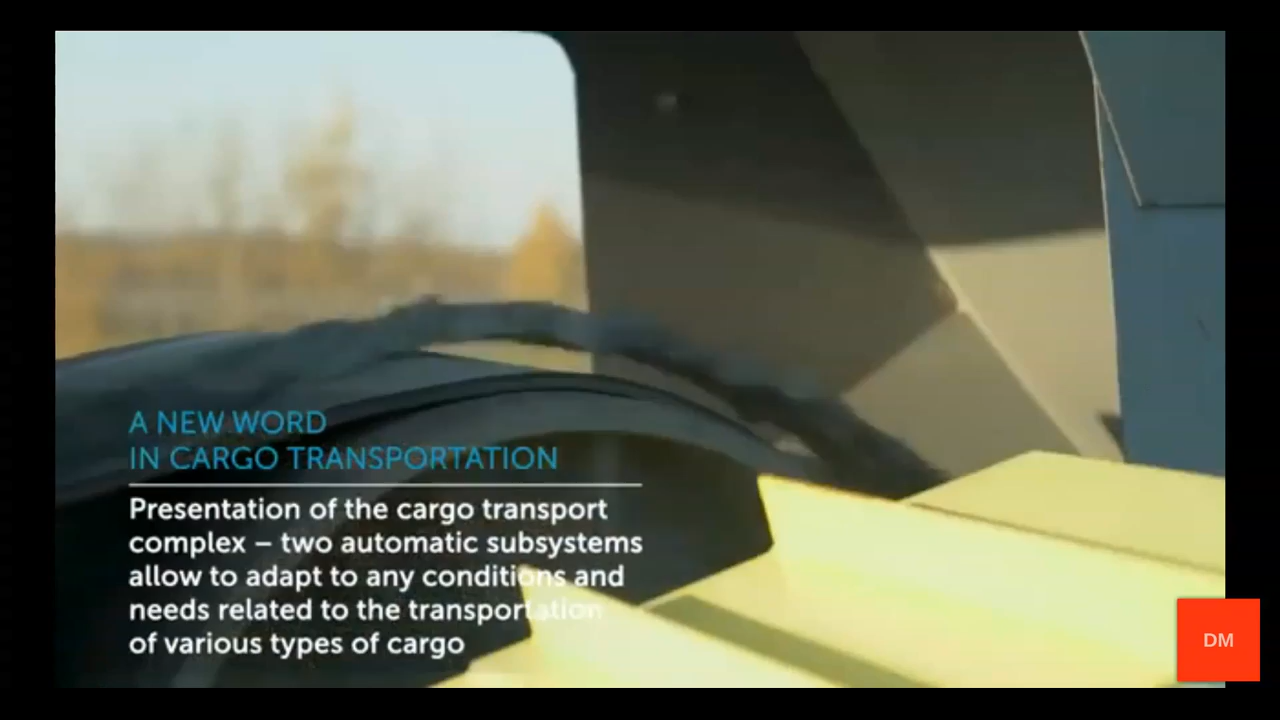 A NEW WORD
IN CARGO TRANSPORTATION
Presentation of the cargo transport
complex – two automatic subsystems
allow to adapt to any conditions and
needs related to the transportation
of various types of cargo
DM